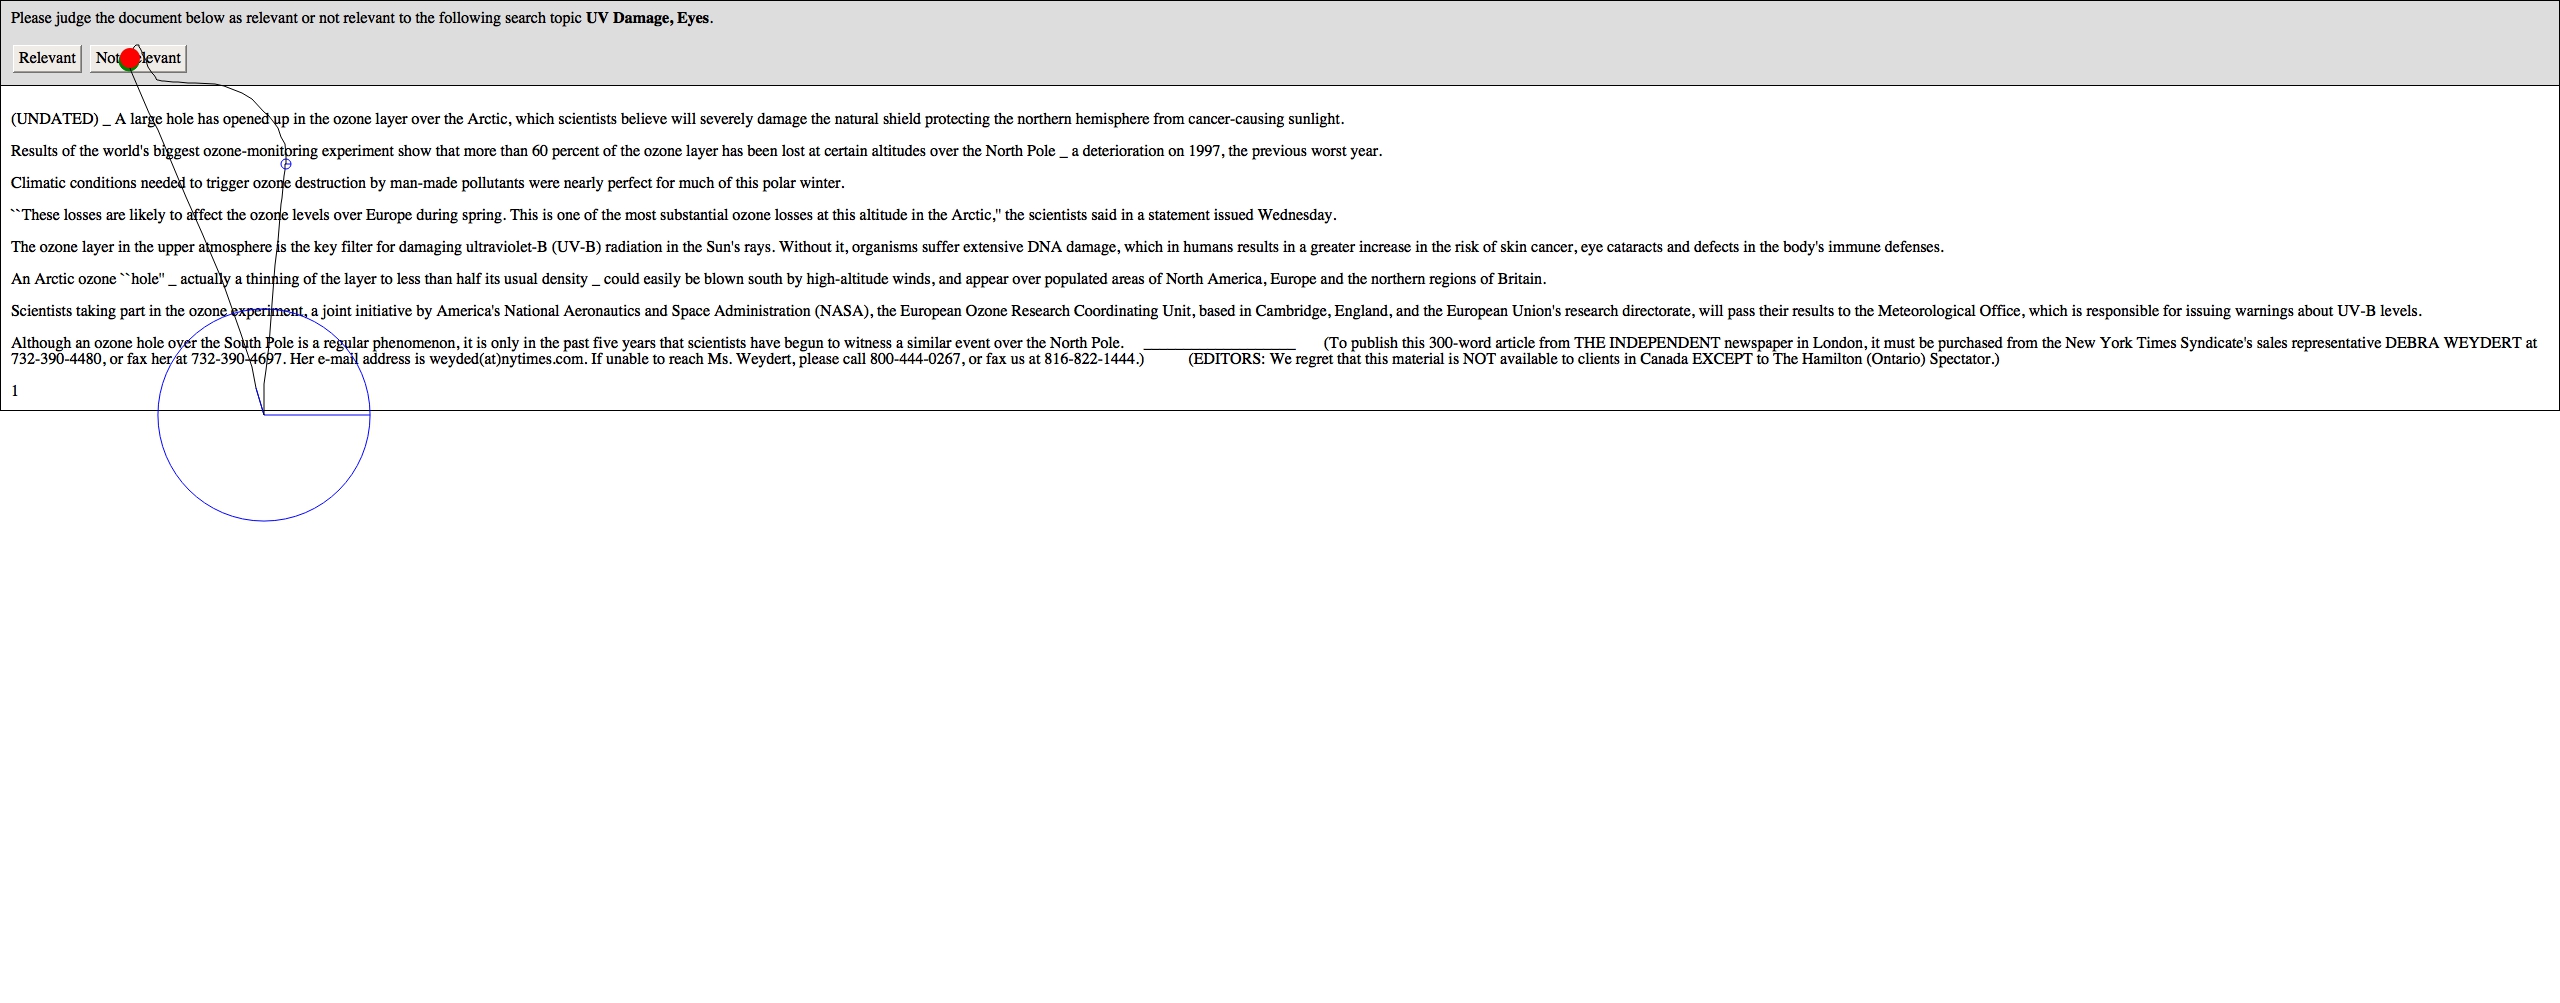 Please judge the document below as relevant or not relevant to the following search topic UV Damage, Eyes.
Relevant Not levant
(UNDATED) _ A large hole has opened up in the ozone layer over the Arctic, which scientists believe will severely damage the natural shield protecting the northern hemisphere from cancer-causing sunlight.
Results of the world's biggest ozone-monitoring experiment show that more than 60 percent of the ozone layer has been lost at certain altitudes over the North Pole _ a deterioration on 1997, the previous worst year.
Climatic conditions needed to trigger ozone destruction by man-made pollutants were nearly perfect for much of this polar winter.
``These losses are likely to affect the ozone levels over Europe during spring. This is one of the most substantial ozone losses at this altitude in the Arctic,'' the scientists said in a statement issued Wednesday.
The ozone layer in the upper atmosphere is the key filter for damaging ultraviolet-B (UV-B) radiation in the Sun's rays. Without it, organisms suffer extensive DNA damage, which in humans results in a greater increase in the risk of skin cancer, eye cataracts and defects in the body's immune defenses.
An Arctic ozone ``hole'' _ actually a thinning of the layer to less than half its usual density _ could easily be blown south by high-altitude winds, and appear over populated areas of North America, Europe and the northern regions of Britain.
Scientists taking part in the ozone experiment, a joint initiative by America's National Aeronautics and Space Administration (NASA), the European Ozone Research Coordinating Unit, based in Cambridge, England, and the European Union's research directorate, will pass their results to the Meteorological Office, which is responsible for issuing warnings about UV-B levels.
Although an ozone hole over the South Pole is a regular phenomenon, it is only in the past five years that scientists have begun to witness a similar event over the North Pole. ___________________ (To publish this 300-word article from THE INDEPENDENT newspaper in London, it must be purchased from the New York Times Syndicate's sales representative DEBRA WEYDERT at
732-390-4480, or fax her at 732-390-4697. Her e-mail address is weyded(at)nytimes.com. If unable to reach Ms. Weydert, please call 800-444-0267, or fax us at 816-822-1444.) (EDITORS: We regret that this material is NOT available to clients in Canada EXCEPT to The Hamilton (Ontario) Spectator.)
1